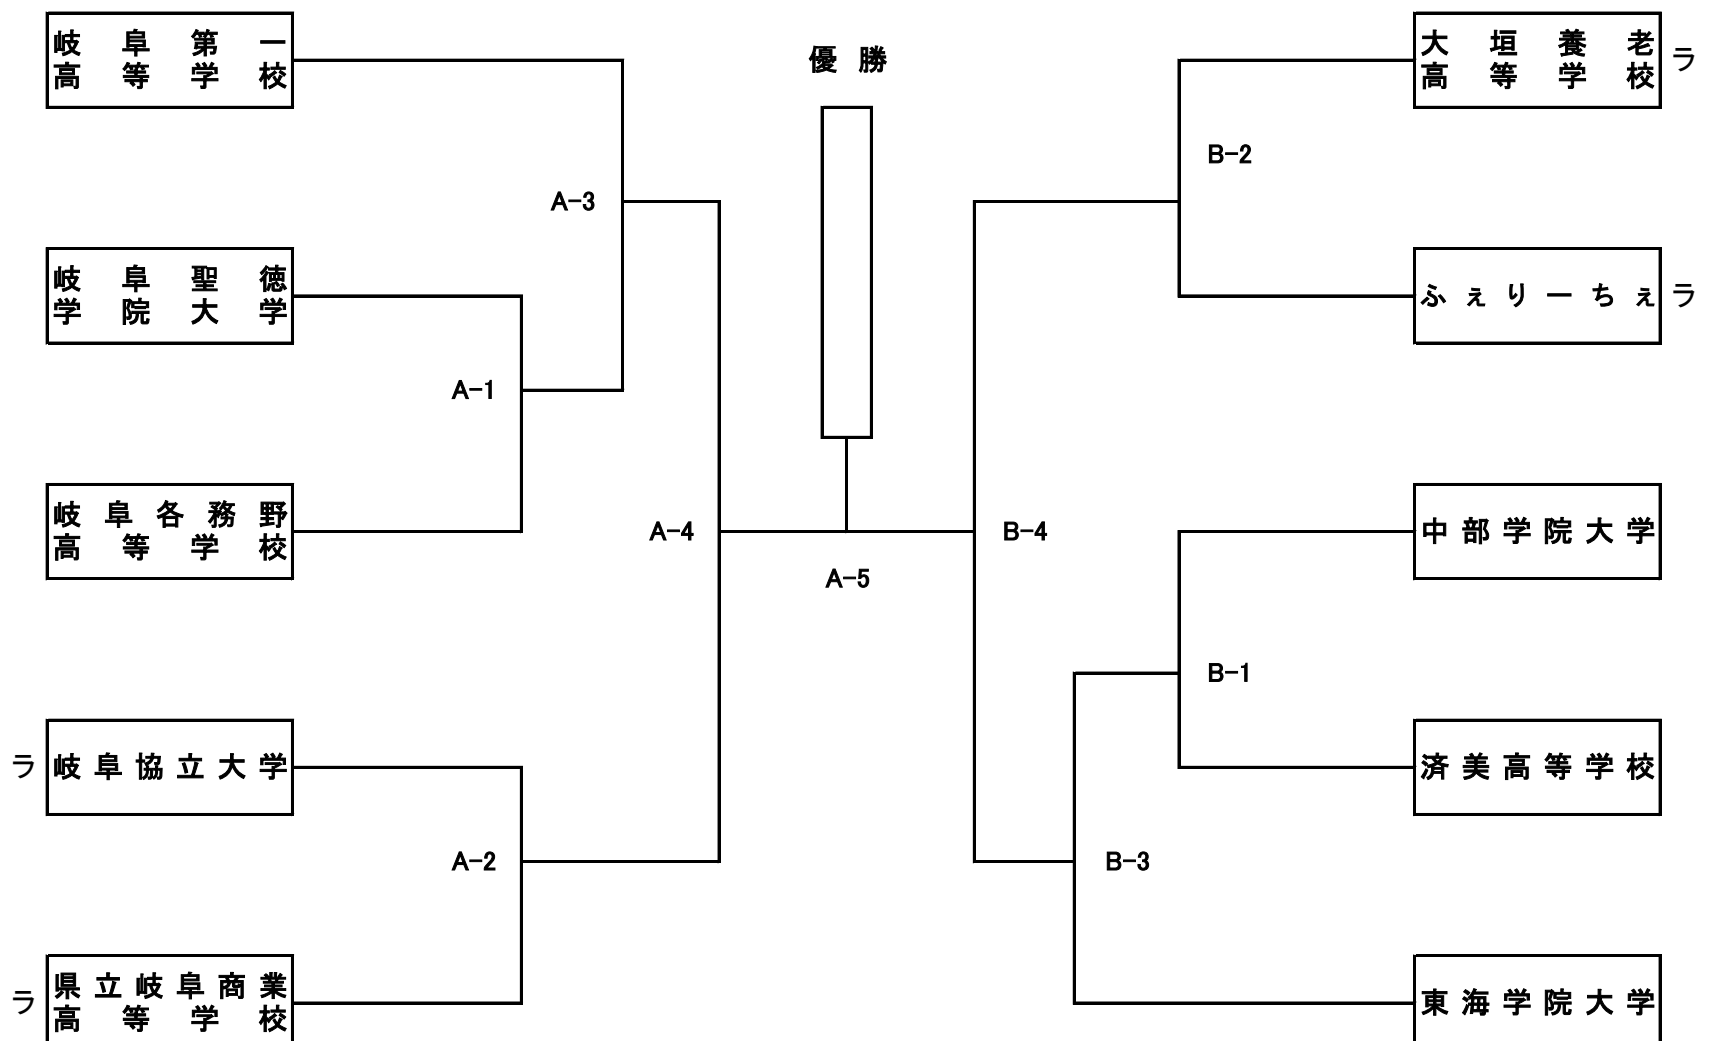 岐阜第一
高等学校
優勝
大垣養老
高等学校
ラ
B-2
A-3
岐阜聖徳
学院大学
ふぇりーちぇ
ラ
A-1
岐阜各務野
高等学校
A-4
B-4
中部学院大学
A-5
B-1
ラ
岐阜協立大学
済美高等学校
A-2
B-3
ラ
県立岐阜商業
高等学校
東海学院大学